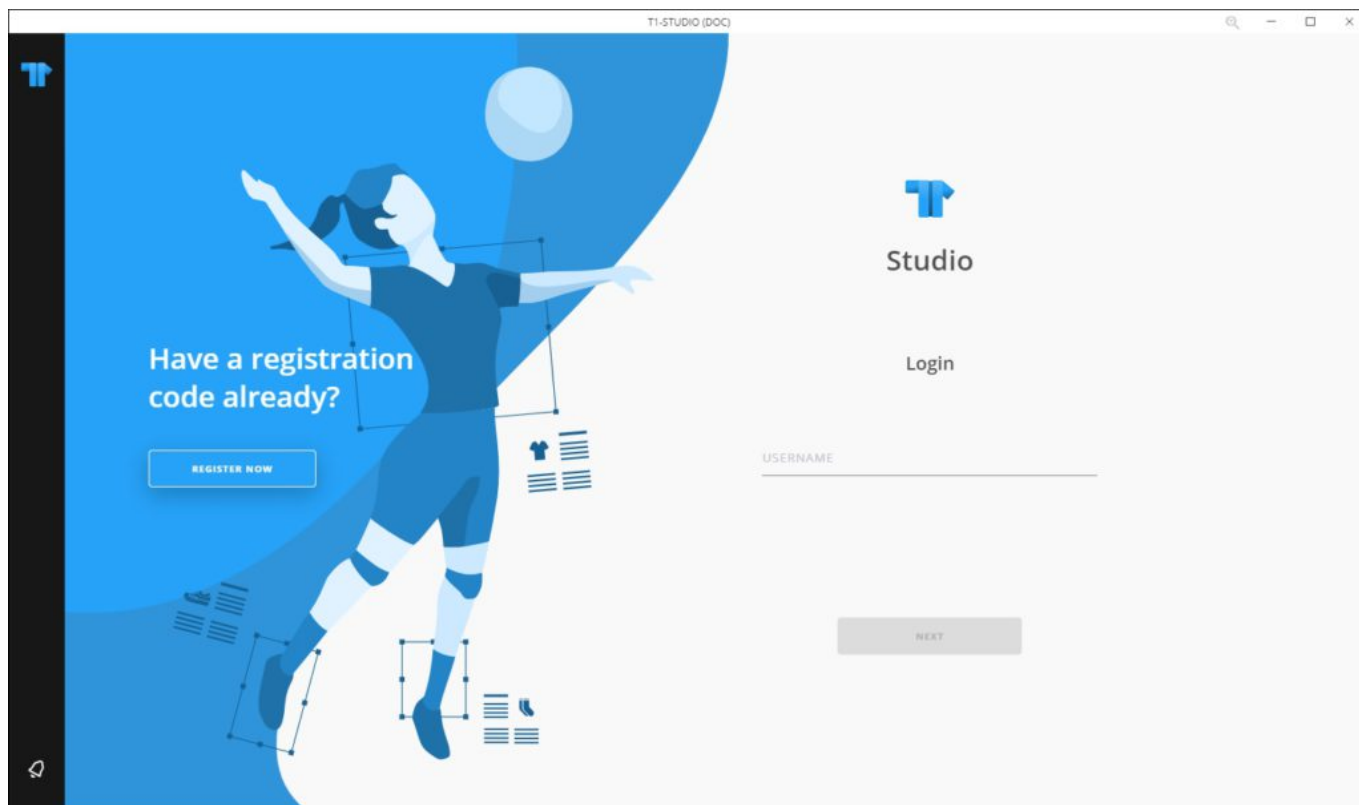 T1-STUDIO (DOC)
Have a registration
code already?
REGISTER NOW
Studio
Login
USERNAME
NEXT